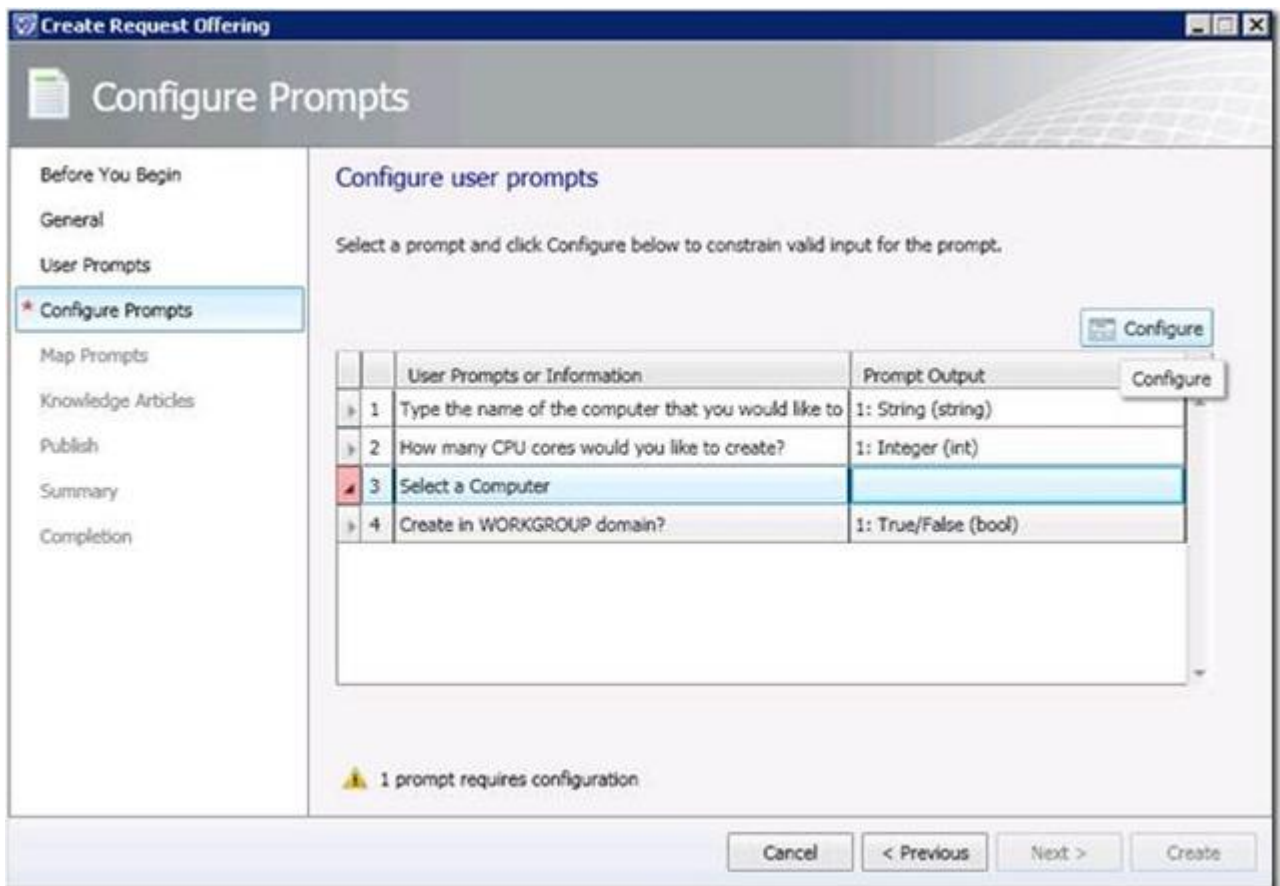 Create Request Offering
Configure Prompts
Before You Begin
General
User Prompts
* Configure Prompts
Map Prompts
Knowledge Articles
Publish
Summary
Completion
Configure user prompts
Select a prompt and click Configure below to constrain valid input for the prompt.
Configure
User Prompts or Information Prompt Output
Configure
1 Type the name of the computer that you would like to 1: String (string)
2 How many CPU cores would you like to create? 1: Integer (int)
3 Select a Computer
4 Create in WORKGROUP domain? 1: True/False (bool)
1 prompt requires configuration
Cancel < Previous Next > Create